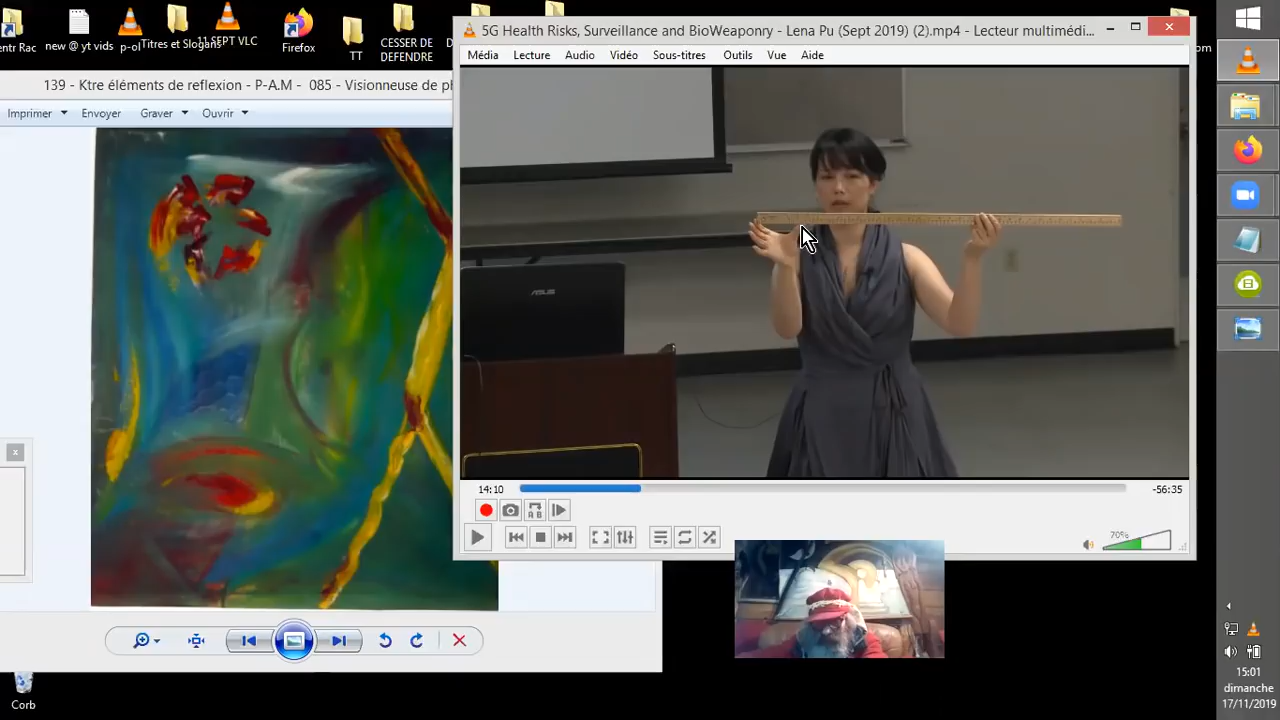 entr Rac
new @ yt vids
p-ol
Titres et Slogans
11 SEPT VLC
Firefox
TT
CESSER DE
DEFENDRE
5G Health Risks, Surveillance and BioWeaponry - Lena Pu (Sept 2019) (2).mp4 - Lecteur multimédi...
Média Lecture Audio Vidéo Sous-titres Outils Vue Aide
139 - Ktre éléments de reflexion - P-A.M - 085 - Visionneuse de ph
Imprimer Envoyer Graver Ouvrir
ASUS
14:10
-56:35
70%
Corb
15:01
dimanche
17/11/2019